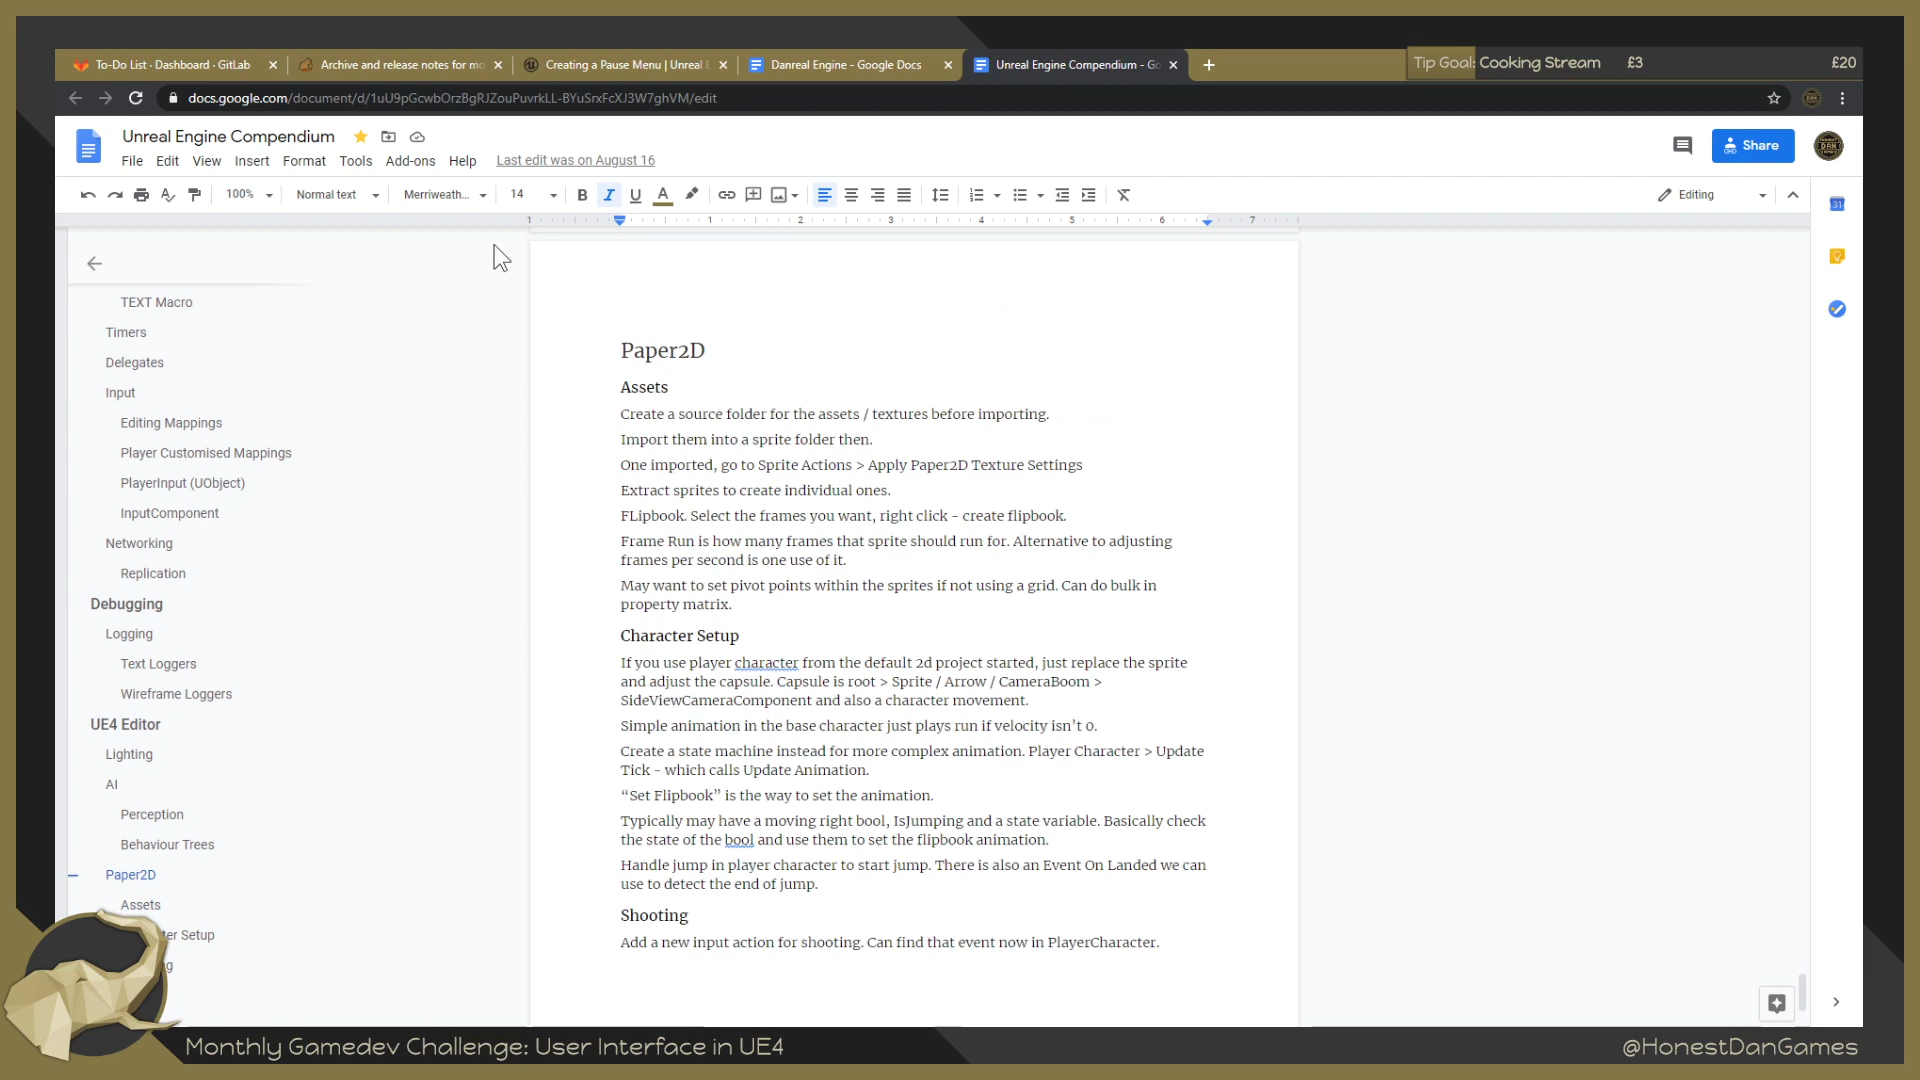 To-Do List · Dashboard · GitLab
Archive and release notes for mo
Creating a Pause Menu | Unreal E
Danreal Engine - Google Docs
Unreal Engine Compendium - Go
Tip Goal: Cooking Stream £3 £20
docs.google.com/document/d/1uU9pGcwbOrzBgRJZouPuvrkLL-BYuSrxFcXJ3W7ghVM/edit
Unreal Engine Compendium
File Edit View Insert Format Tools Add-ons Help Last edit was on August 16
Share
100% Normal text Merriweath... 14 B I U A Editing
1 1 2 3 4 5 6 7
31
TEXT Macro
Timers
Delegates
Input
Editing Mappings
Player Customised Mappings
PlayerInput (UObject)
InputComponent
Networking
Replication
Debugging
Logging
Text Loggers
Wireframe Loggers
UE4 Editor
Lighting
AI
Perception
Behaviour Trees
Paper2D
Assets
ter Setup
g
Paper2D
Assets
Create a source folder for the assets / textures before importing.
Import them into a sprite folder then.
One imported, go to Sprite Actions > Apply Paper2D Texture Settings
Extract sprites to create individual ones.
FLipbook. Select the frames you want, right click - create flipbook.
Frame Run is how many frames that sprite should run for. Alternative to adjusting
frames per second is one use of it.
May want to set pivot points within the sprites if not using a grid. Can do bulk in
property matrix.
Character Setup
If you use player character from the default 2d project started, just replace the sprite
and adjust the capsule. Capsule is root > Sprite / Arrow / CameraBoom >
SideViewCameraComponent and also a character movement.
Simple animation in the base character just plays run if velocity isn't 0.
Create a state machine instead for more complex animation. Player Character > Update
Tick - which calls Update Animation.
“Set Flipbook” is the way to set the animation.
Typically may have a moving right bool, IsJumping and a state variable. Basically check
the state of the bool and use them to set the flipbook animation.
Handle jump in player character to start jump. There is also an Event On Landed we can
use to detect the end of jump.
Shooting
Add a new input action for shooting. Can find that event now in PlayerCharacter.
Monthly Gamedev Challenge: User Interface in UE4
@HonestDanGames